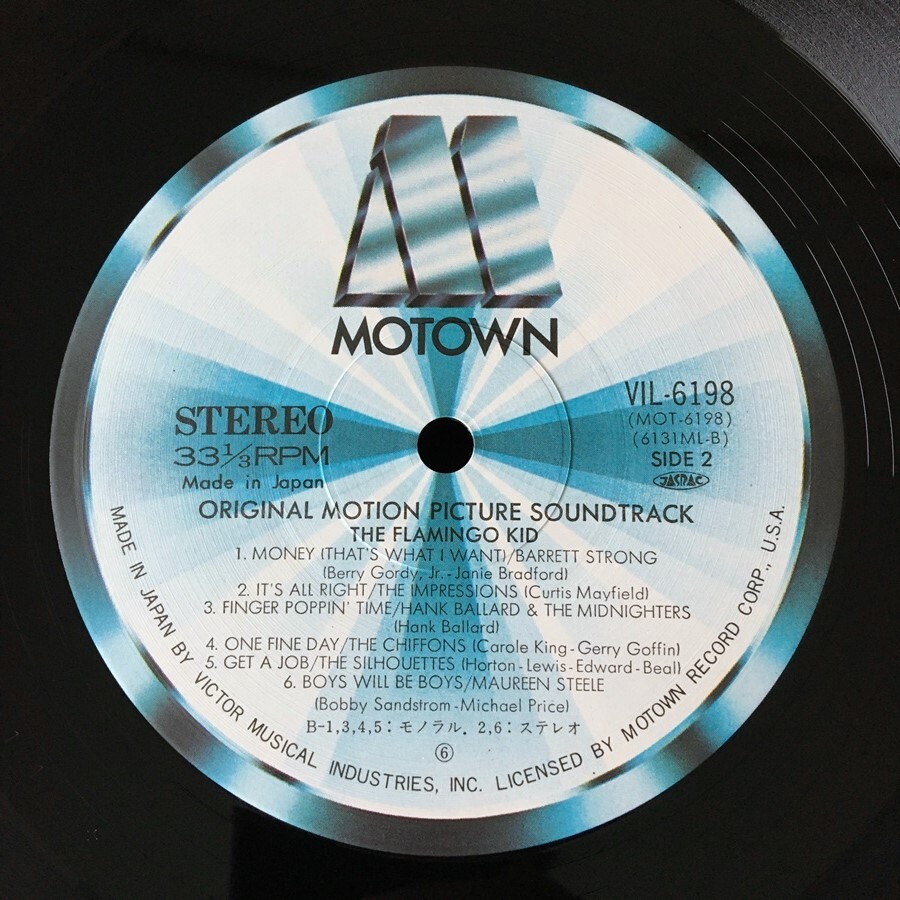 MOTOWN
VIL-6198
(MOT-6198)
(6131ML-B)
SIDE 2
JASRAC
STEREO
33⅓RPM
Made in Japan
ORIGINAL MOTION PICTURE SOUNDTRACK
THE FLAMINGO KID
1. MONEY (THAT'S WHAT I WANT)/BARRETT STRONG
(Berry Gordy, Jr.-Janie Bradford)
2. IT'S ALL RIGHT/THE IMPRESSIONS (Curtis Mayfield)
3. FINGER POPPIN' TIME/HANK BALLARD & THE MIDNIGHTERS
(Hank Ballard)
4. ONE FINE DAY/THE CHIFFONS (Carole King-Gerry Goffin)
5. GET A JOB/THE SILHOUETTES (Horton-Lewis-Edward-Beal)
6. BOYS WILL BE BOYS/MAUREEN STEELE
(Bobby Sandstrom-Michael Price)
B-1,3,4,5：モノラル．2,6：ステレオ
⑥
MADE IN JAPAN BY VICTOR MUSICAL INDUSTRIES, INC. LICENSED BY MOTOWN RECORD CORP., U.S.A.